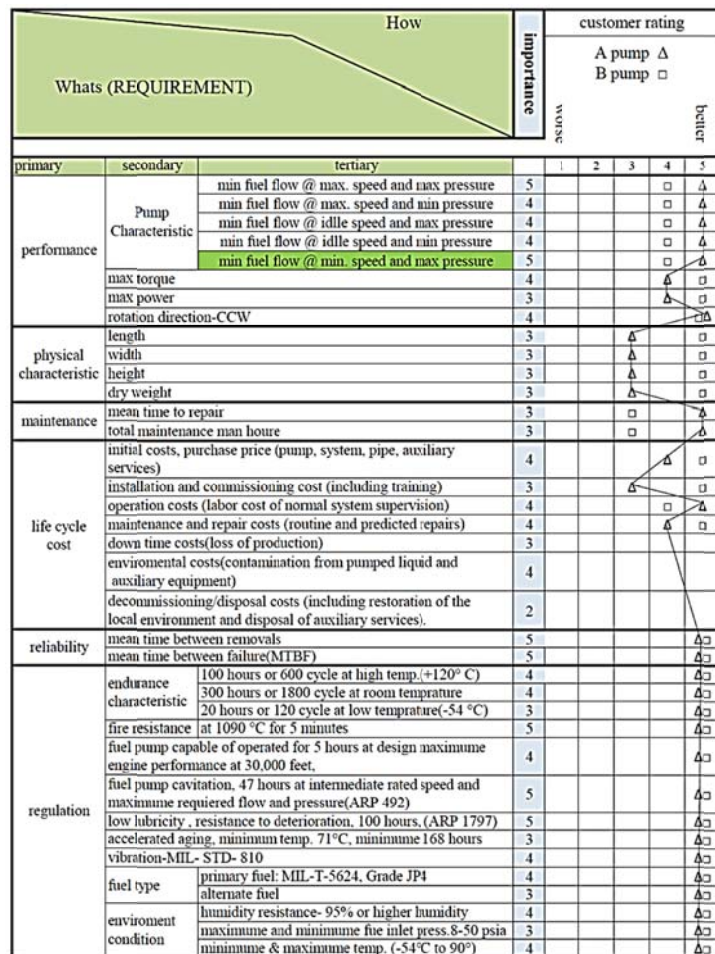 How
Whats (REQUIREMENT)
importance
customer rating
A pump Δ
B pump □
worse
better
primary secondary tertiary 1 2 3 4 5
performance
Pump
Characteristic
min fuel flow @ max. speed and max pressure 5
min fuel flow @ max. speed and min pressure 4
min fuel flow @ idlle speed and max pressure 4
min fuel flow @ idlle speed and min pressure 4
min fuel flow @ min. speed and max pressure 5
max torque 4
max power 3
rotation direction-CCW 4
physical
characteristic
length 3
width 3
height 3
dry weight 3
maintenance
mean time to repair 3
total maintenance man houre 3
life cycle
cost
initial costs, purchase price (pump, system, pipe, auxiliary
services) 4
installation and commissioning cost (including training) 3
operation costs (labor cost of normal system supervision) 4
maintenance and repair costs (routine and predicted repairs) 4
down time costs(loss of production) 3
enviromental costs(contamination from pumped liquid and
auxiliary equipment) 4
decommissioning/disposal costs (including restoration of the
local environment and disposal of auxiliary services). 2
reliability
mean time between removals 5
mean time between failure(MTBF) 5
regulation
endurance
characteristic
100 hours or 600 cycle at high temp.(+120° C) 4
300 hours or 1800 cycle at room temprature 4
20 hours or 120 cycle at low temprature(-54 °C) 3
fire resistance at 1090 °C for 5 minutes 5
fuel pump capable of operated for 5 hours at design maximume
engine performance at 30,000 feet, 4
fuel pump cavitation, 47 hours at intermediate rated speed and
maximume requiered flow and pressure(ARP 492) 5
low lubricity , resistance to deterioration, 100 hours, (ARP 1797) 5
accelerated aging, minimum temp. 71°C, minimume 168 hours 3
vibration-MIL- STD- 810 4
fuel type
primary fuel: MIL-T-5624, Grade JP4 4
alternate fuel 3
enviroment
condition
humidity resistance- 95% or higher humidity 4
maximume and minimume fue inlet press.8-50 psia 3
minimume & maximume temp. (-54°C to 90°) 4